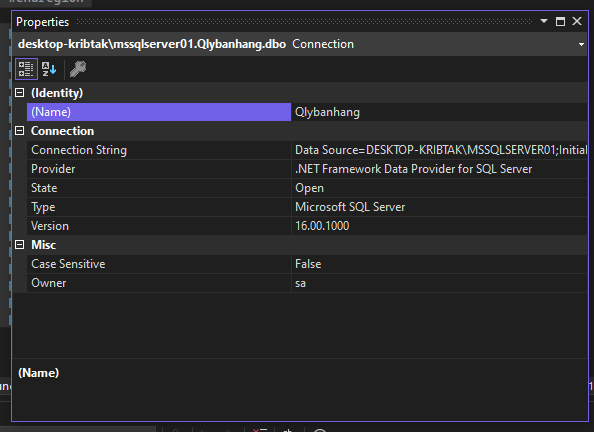 #endregion
Properties
desktop-kribtak\mssqlserver01.Qlybanhang.dbo Connection
(Identity)
(Name) Qlybanhang
Connection
Connection String Data Source=DESKTOP-KRIBTAK\MSSQLSERVER01;Initial
Provider .NET Framework Data Provider for SQL Server
State Open
Type Microsoft SQL Server
Version 16.00.1000
Misc
Case Sensitive False
Owner sa
(Name)